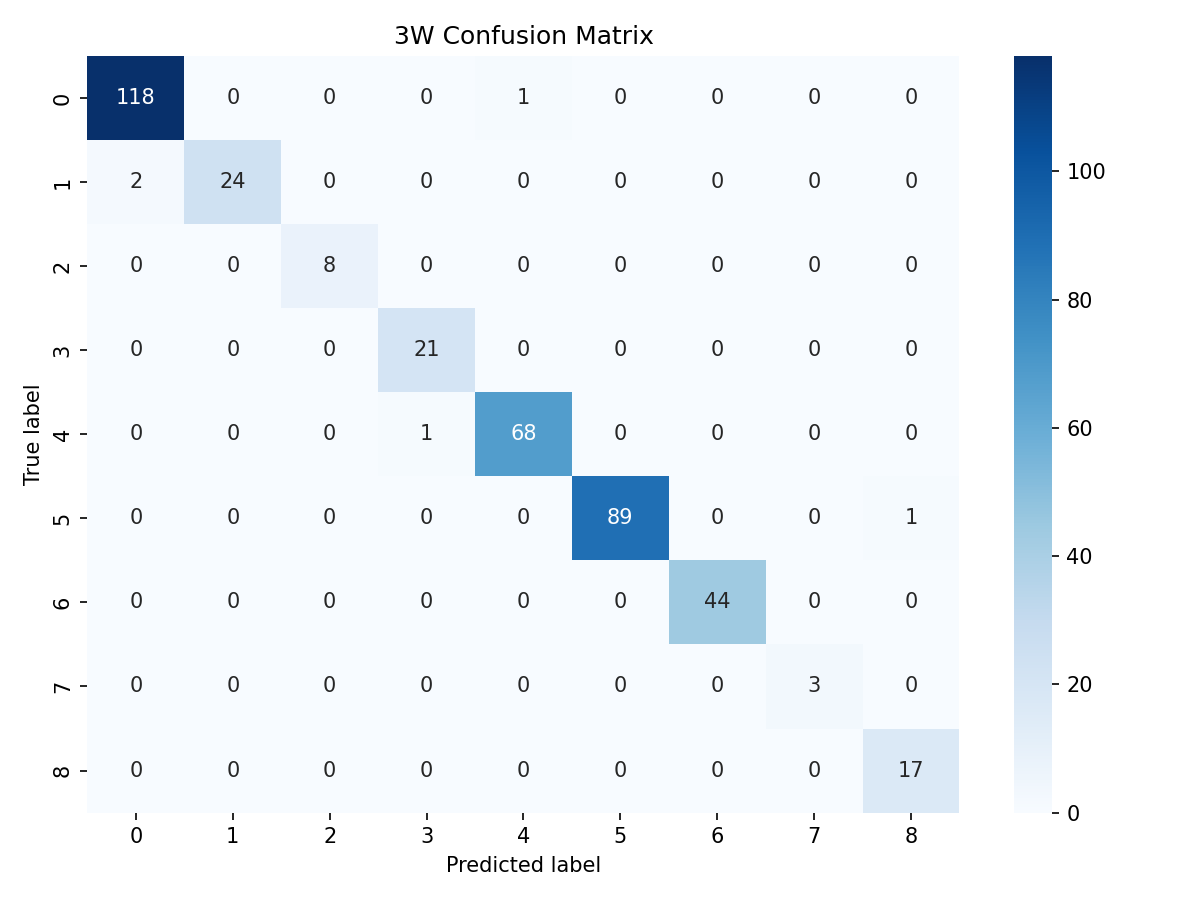 3W Confusion Matrix
0 118 0 0 0 1 0 0 0 0
1 2 24 0 0 0 0 0 0 0
2 0 0 8 0 0 0 0 0 0
3 0 0 0 21 0 0 0 0 0
4 0 0 0 1 68 0 0 0 0
5 0 0 0 0 0 89 0 0 1
6 0 0 0 0 0 0 44 0 0
7 0 0 0 0 0 0 0 3 0
8 0 0 0 0 0 0 0 0 17
0 1 2 3 4 5 6 7 8
Predicted label
True label
100
80
60
40
20
0